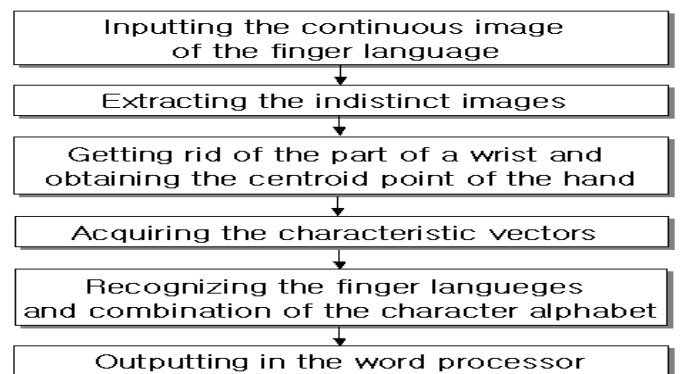 Inputting the continuous image
of the finger language
Extracting the indistinct images
Getting rid of the part of a wrist and
obtaining the centroid point of the hand
Acquiring the characteristic vectors
Recognizing the finger langueges
and combination of the character alphabet
Outputting in the word processor